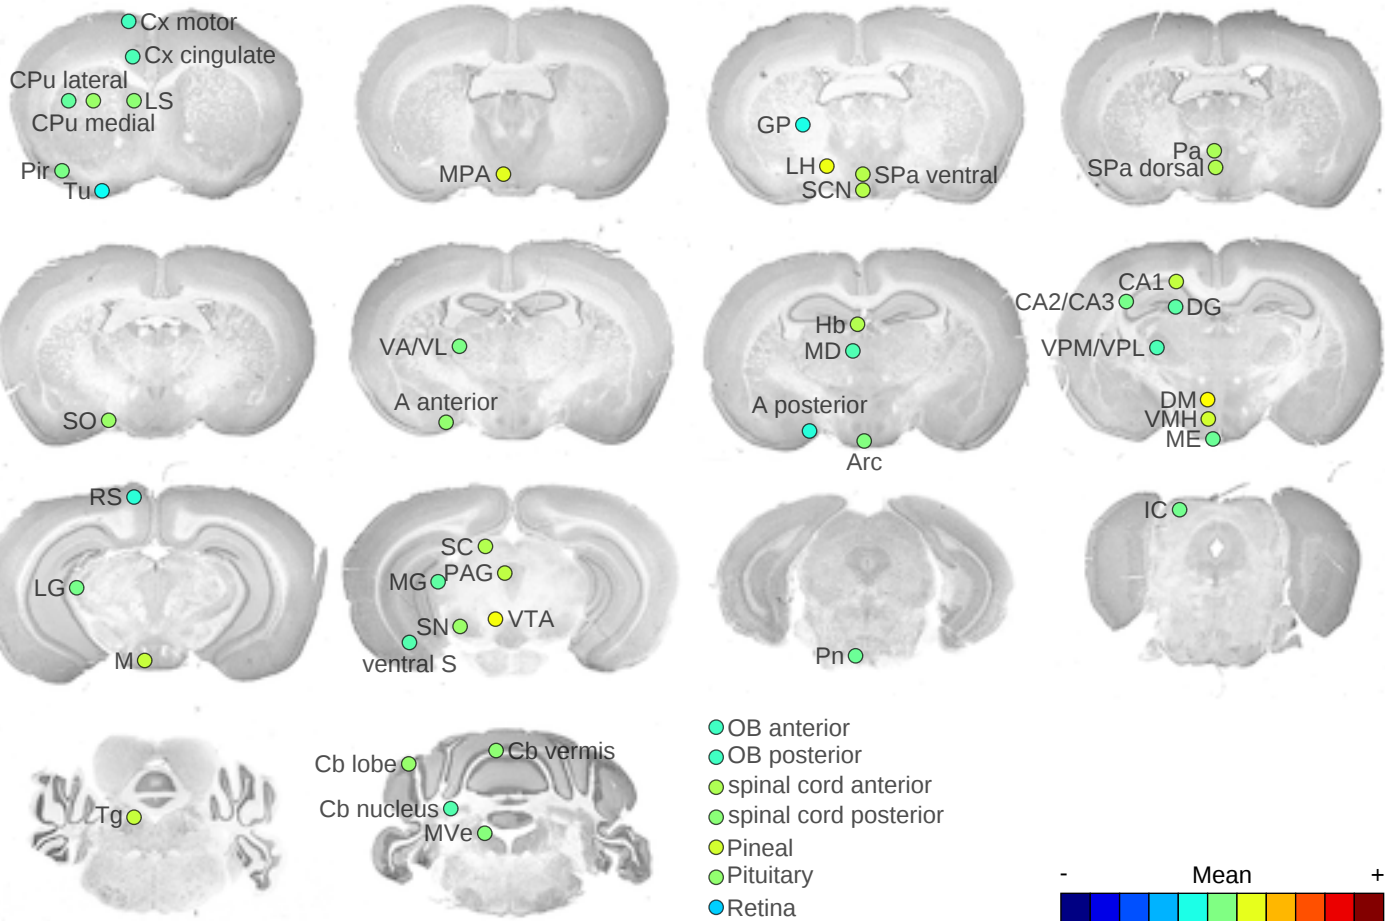 Cx motor
Cx cingulate
CPu lateral
LS
CPu medial
Pir
Tu
MPA
GP
LH
SPa ventral
SCN
Pa
SPa dorsal
SO
VA/VL
A anterior
Hb
MD
A posterior
Arc
CA1
CA2/CA3
DG
VPM/VPL
DM
VMH
ME
RS
LG
M
SC
PAG
MG
SN
VTA
ventral S
Pn
IC
Tg
Cb vermis
Cb lobe
Cb nucleus
MVe
OB anterior
OB posterior
spinal cord anterior
spinal cord posterior
Pineal
Pituitary
Retina
- Mean +